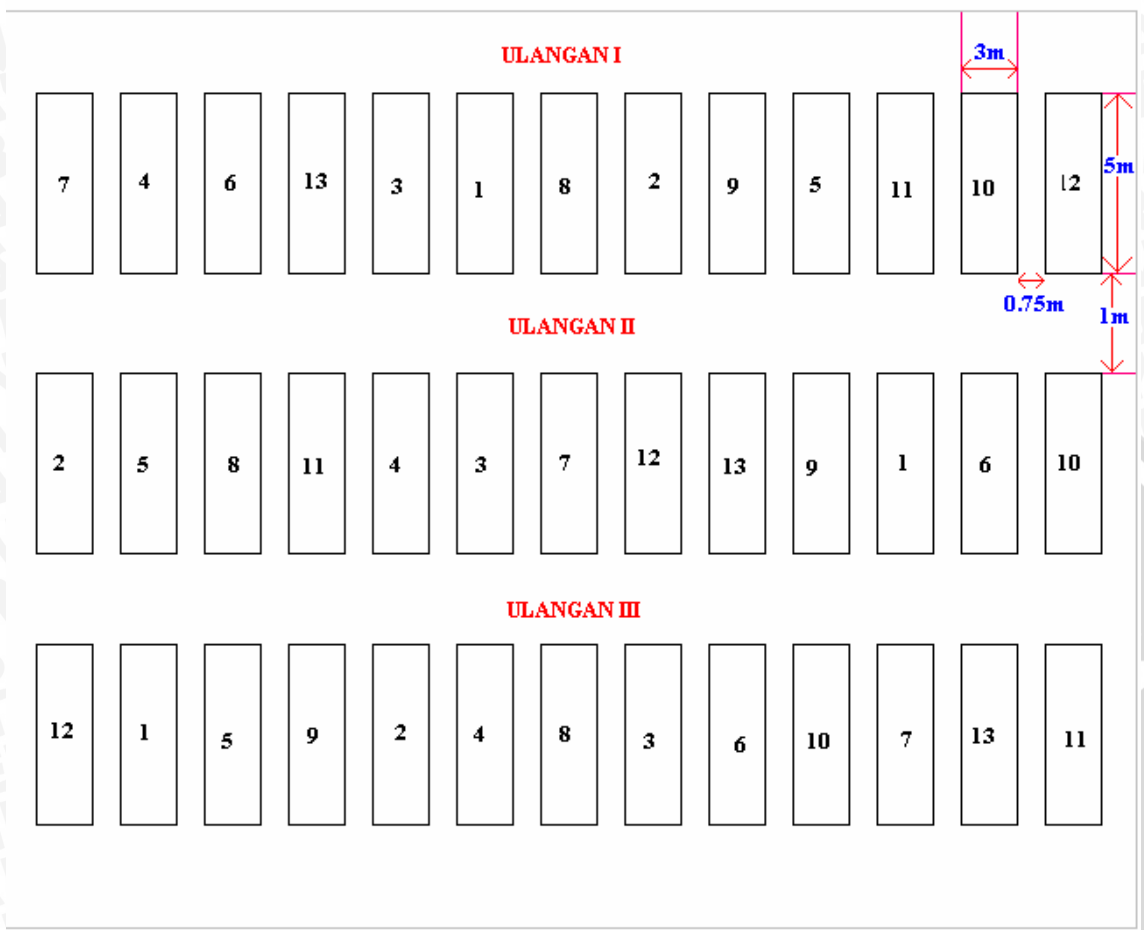 ULANGAN I
3m
7 4 6 13 3 1 8 2 9 5 11 10 12
5m
0.75m
1m
ULANGAN II
2 5 8 11 4 3 7 12 13 9 1 6 10
ULANGAN III
12 1 5 9 2 4 8 3 6 10 7 13 11